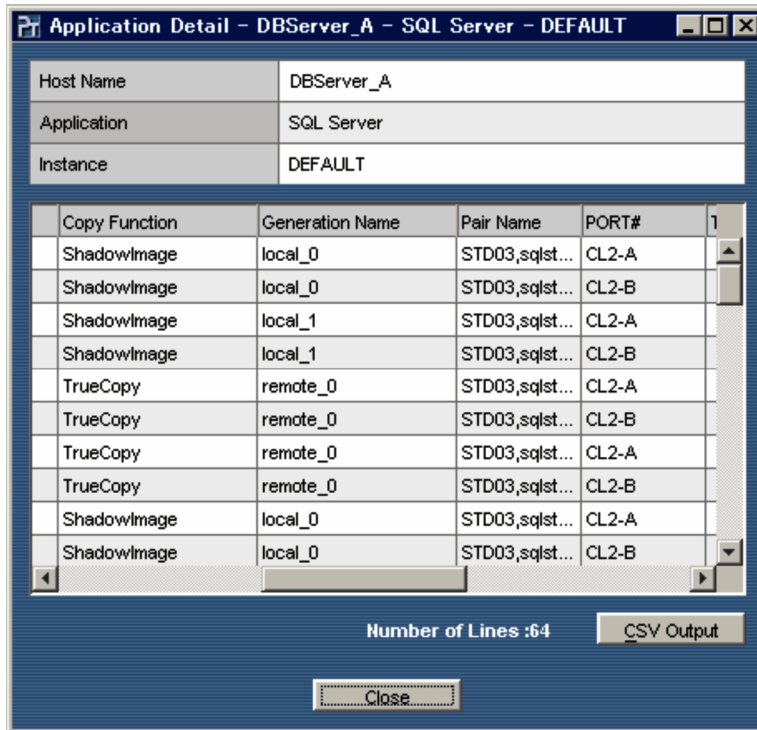 Application Detail - DBServer_A - SQL Server - DEFAULT
Host Name DBServer_A
Application SQL Server
Instance DEFAULT
Copy Function Generation Name Pair Name PORT# T
ShadowImage local_0 STD03,sqlst... CL2-A
ShadowImage local_0 STD03,sqlst... CL2-B
ShadowImage local_1 STD03,sqlst... CL2-A
ShadowImage local_1 STD03,sqlst... CL2-B
TrueCopy remote_0 STD03,sqlst... CL2-A
TrueCopy remote_0 STD03,sqlst... CL2-B
TrueCopy remote_0 STD03,sqlst... CL2-A
TrueCopy remote_0 STD03,sqlst... CL2-B
ShadowImage local_0 STD03,sqlst... CL2-A
ShadowImage local_0 STD03,sqlst... CL2-B
Number of Lines :64 CSV Output
Close